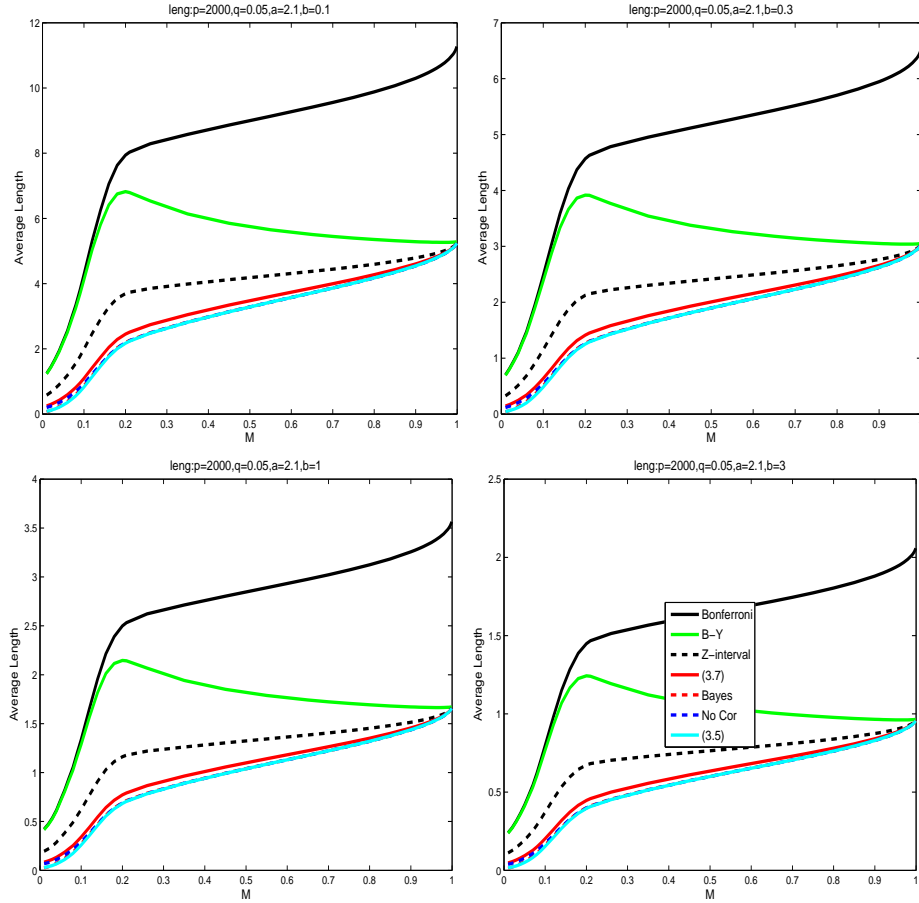 leng:p=2000,q=0.05,a=2.1,b=0.1
12
10
8
6
4
2
0
Average Length
0 0.1 0.2 0.3 0.4 0.5 0.6 0.7 0.8 0.9 1
M
leng:p=2000,q=0.05,a=2.1,b=0.3
7
6
5
4
3
2
1
0
Average Length
0 0.1 0.2 0.3 0.4 0.5 0.6 0.7 0.8 0.9
M
leng:p=2000,q=0.05,a=2.1,b=1
4
3.5
3
2.5
2
1.5
1
0.5
0
Average Length
0 0.1 0.2 0.3 0.4 0.5 0.6 0.7 0.8 0.9 1
M
leng:p=2000,q=0.05,a=2.1,b=3
2.5
2
1.5
1
0.5
0
Average Length
0 0.1 0.2 0.3 0.4 0.5 0.6 0.7 0.8 0.9 1
M
Bonferroni
B-Y
Z-interval
(3.7)
Bayes
No Cor
(3.5)